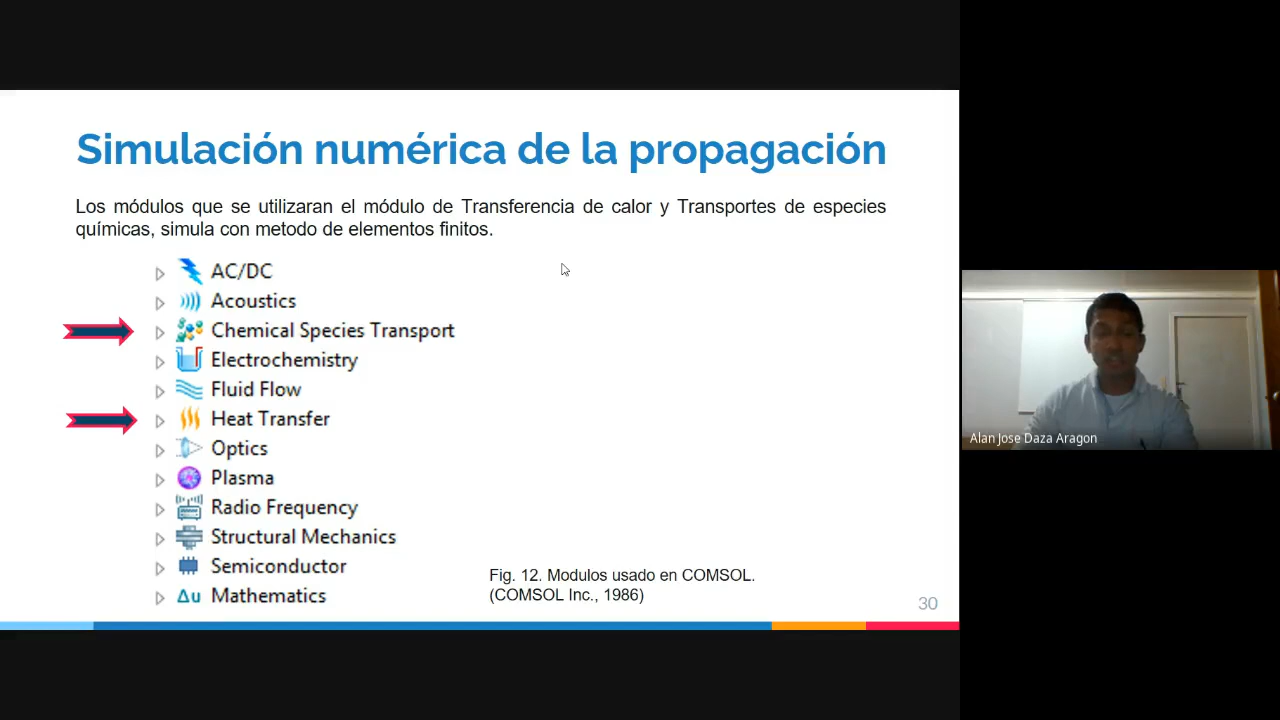 Simulación numérica de la propagación
Los módulos que se utilizaran el módulo de Transferencia de calor y Transportes de especies
químicas, simula con metodo de elementos finitos.
AC/DC
Acoustics
Chemical Species Transport
Electrochemistry
Fluid Flow
Heat Transfer
Optics
Plasma
Radio Frequency
Structural Mechanics
Semiconductor
Δu Mathematics
Fig. 12. Modulos usado en COMSOL.
(COMSOL Inc., 1986)
30
Alan Jose Daza Aragon